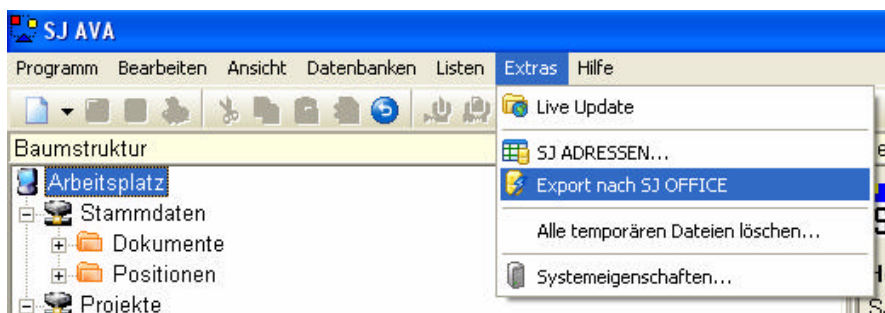 SJ AVA
Programm Bearbeiten Ansicht Datenbanken Listen Extras Hilfe
Live Update
Baumstruktur
SJ ADRESSEN...
Arbeitsplatz
Export nach SJ OFFICE
Stammdaten
Alle temporären Dateien löschen...
Dokumente
Positionen
Systemeigenschaften...
Projekte